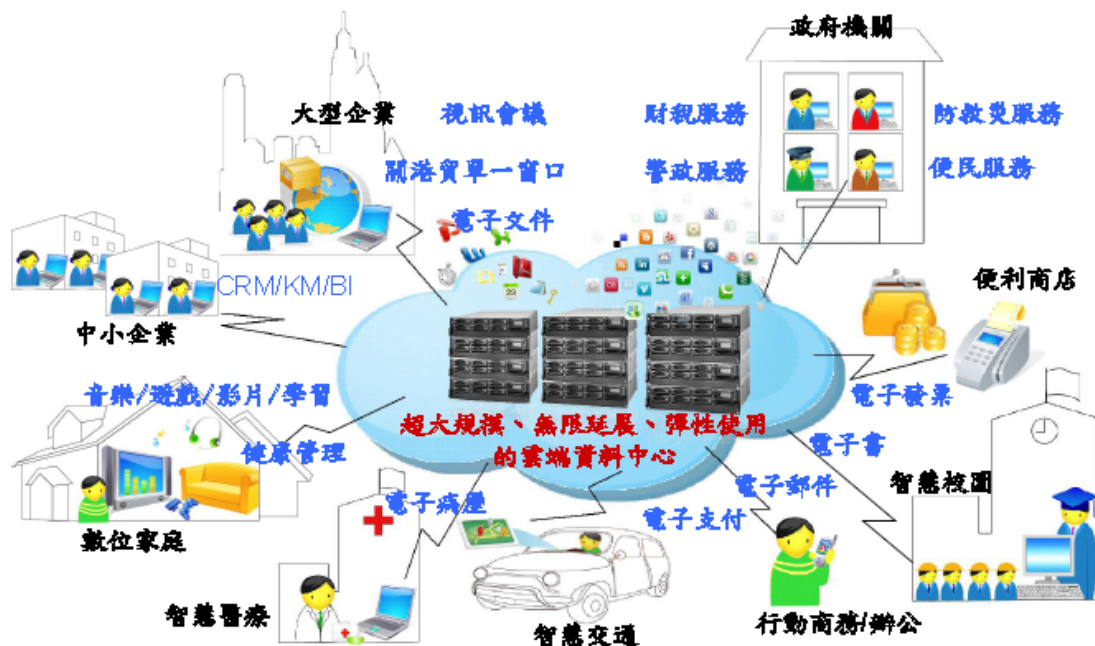 政府機關
大型企業
視訊會議
財稅服務
防救災服務
關港貿單一窗口
警政服務
便民服務
電子文件
CRM/KM/BI
便利商店
中小企業
音樂/遊戲/影片/學習
電子發票
超大規模、無限延展、彈性使用
的雲端資料中心
健康管理
電子書
電子郵件
智慧校園
電子病歷
電子支付
數位家庭
智慧醫療
智慧交通
行動商務/辦公